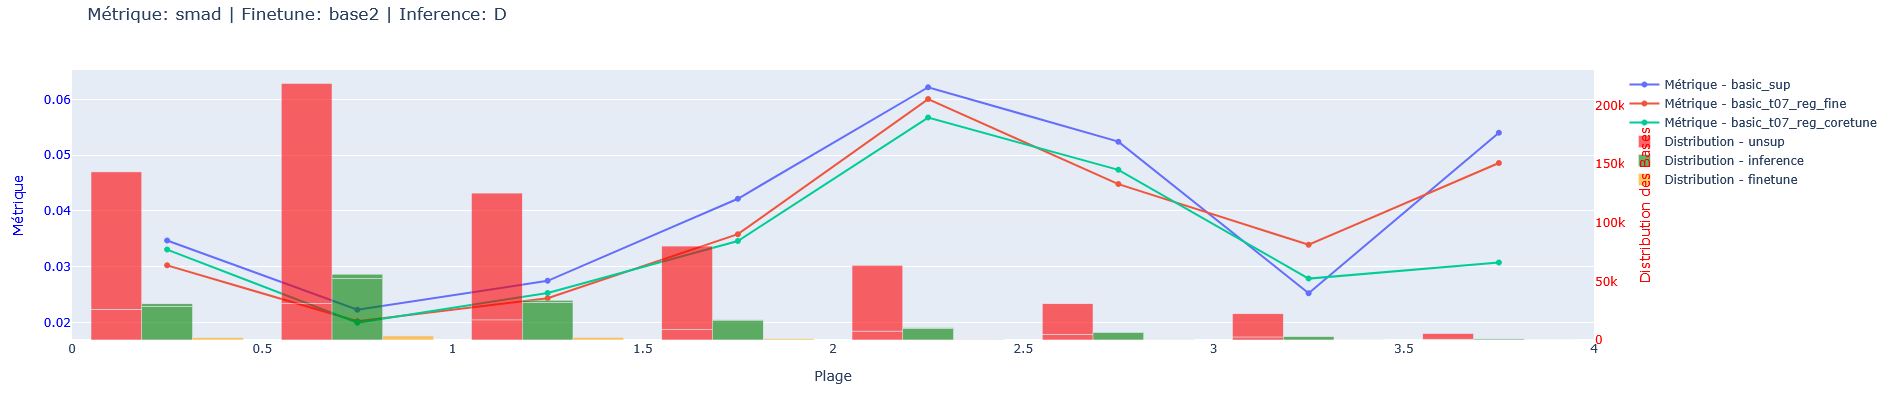 Métrique: smad | Finetune: base2 | Inference: D
0.06
0.05
0.04
0.03
0.02
Métrique
0
0.5
1
1.5
2
2.5
3
3.5
4
Plage
200k
150k
100k
50k
0
Distribution des Bases
Métrique - basic_sup
Métrique - basic_t07_reg_fine
Métrique - basic_t07_reg_coretune
Distribution - unsup
Distribution - inference
Distribution - finetune